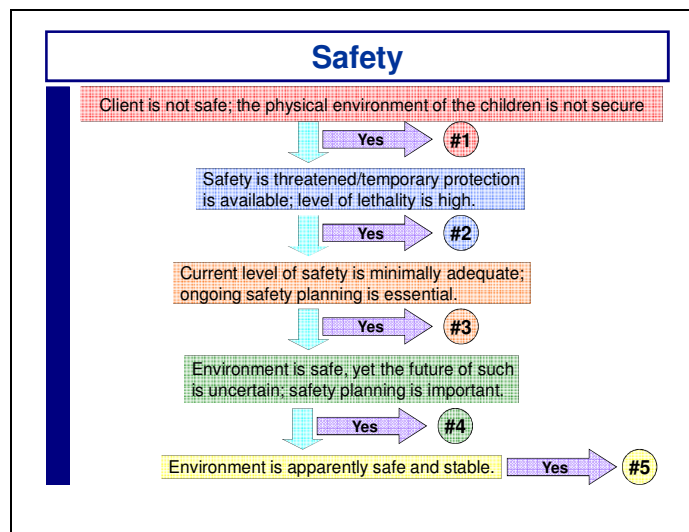 Safety
Client is not safe; the physical environment of the children is not secure
Yes
#1
Safety is threatened/temporary protection
is available; level of lethality is high.
Yes
#2
Current level of safety is minimally adequate;
ongoing safety planning is essential.
Yes
#3
Environment is safe, yet the future of such
is uncertain; safety planning is important.
Yes
#4
Environment is apparently safe and stable.
Yes
#5